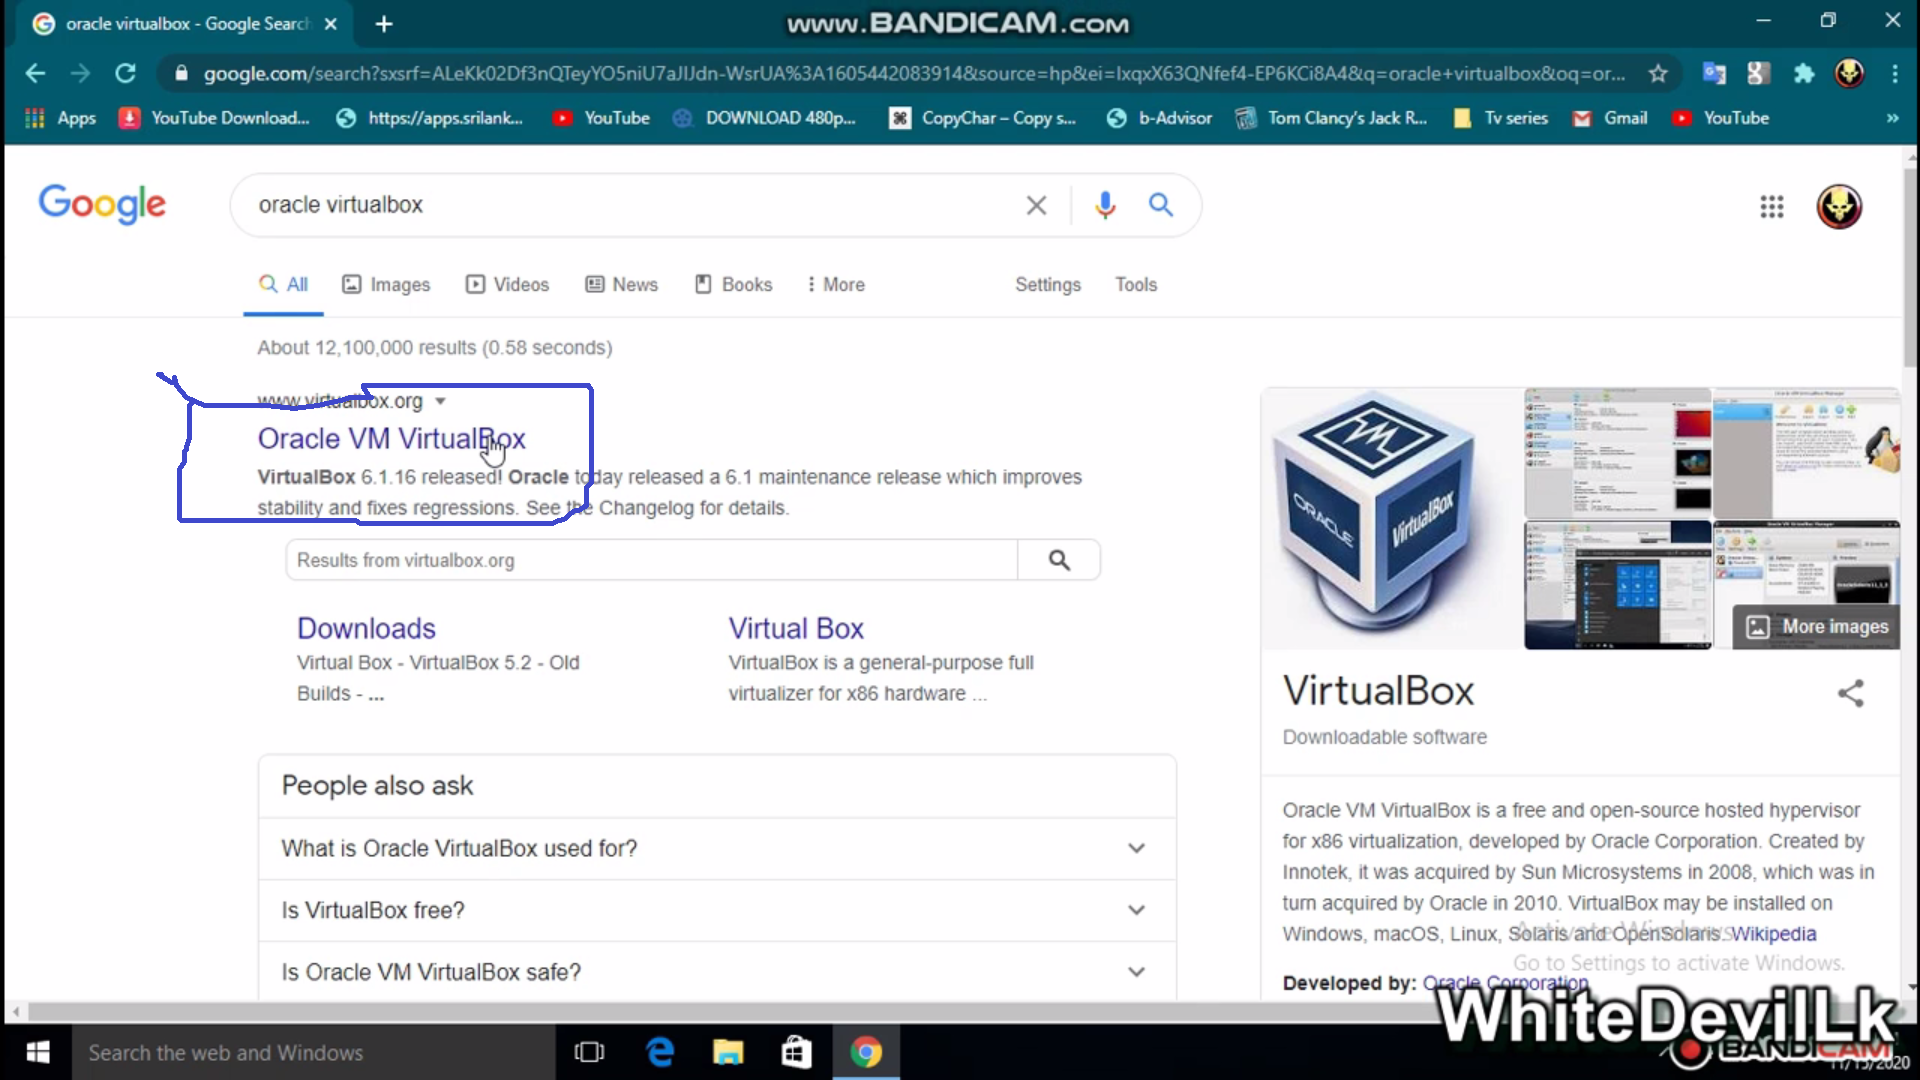 oracle virtualbox - Google Search
www.BANDICAM.com
google.com/search?sxsrf=ALeKk02Df3nQTeyYO5niU7aJIJdn-WsrUA%3A1605442083914&source=hp&ei=IxqxX63QNfef4-EP6KCi8A4&q=oracle+virtualbox&oq=or...
Apps YouTube Download... https://apps.srilank... YouTube DOWNLOAD 480p... CopyChar – Copy s... b-Advisor Tom Clancy's Jack R... Tv series Gmail YouTube »
Google
oracle virtualbox
All Images Videos News Books More Settings Tools
About 12,100,000 results (0.58 seconds)
www.virtualbox.org
Oracle VM VirtualBox
VirtualBox 6.1.16 released! Oracle today released a 6.1 maintenance release which improves
stability and fixes regressions. See the Changelog for details.
Results from virtualbox.org
Downloads
Virtual Box - VirtualBox 5.2 - Old
Builds - ...
Virtual Box
VirtualBox is a general-purpose full
virtualizer for x86 hardware ...
People also ask
What is Oracle VirtualBox used for?
Is VirtualBox free?
Is Oracle VM VirtualBox safe?
ORACLE VirtualBox
More images
VirtualBox
Downloadable software
Oracle VM VirtualBox is a free and open-source hosted hypervisor
for x86 virtualization, developed by Oracle Corporation. Created by
Innotek, it was acquired by Sun Microsystems in 2008, which was in
turn acquired by Oracle in 2010. VirtualBox may be installed on
Windows, macOS, Linux, Solaris and OpenSolaris. Wikipedia
Activate Windows
Go to Settings to activate Windows.
Developed by: Oracle Corporation
WhiteDevilLk
BANDICAM
11/15/2020
Search the web and Windows